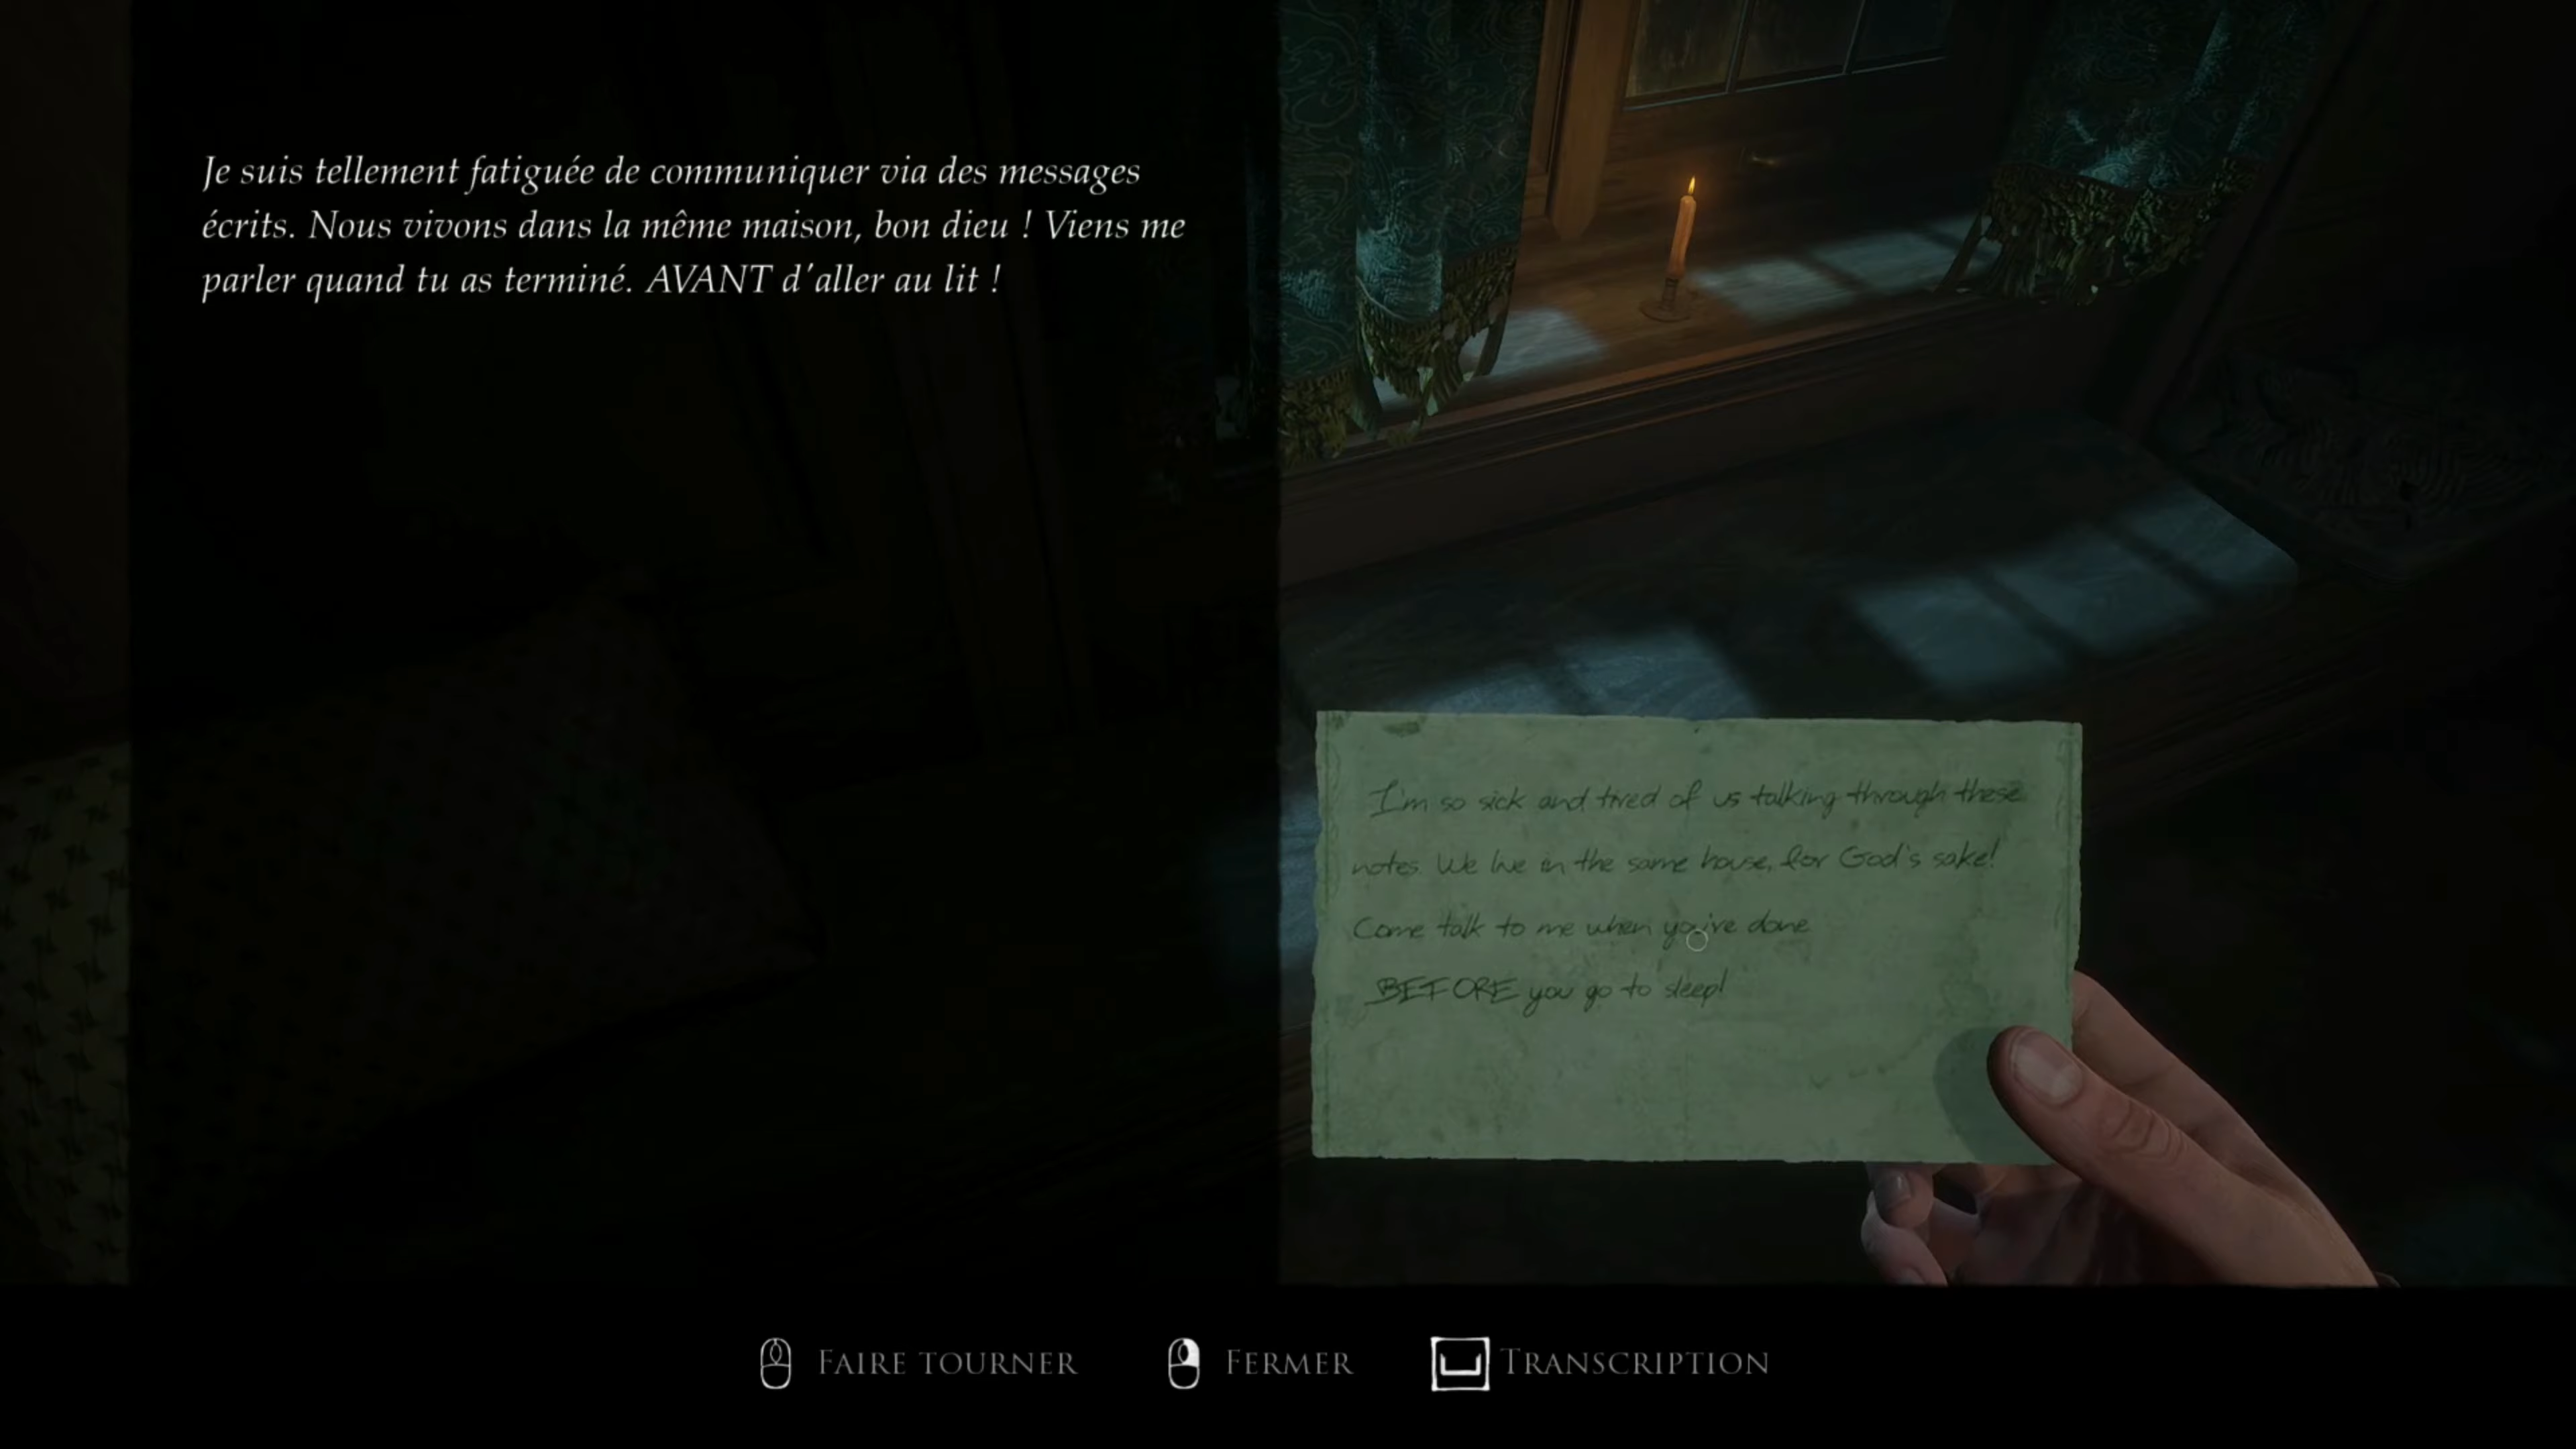 Je suis tellement fatiguée de communiquer via des messages
écrits. Nous vivons dans la même maison, bon dieu ! Viens me
parler quand tu as terminé. AVANT d'aller au lit !
I'm so sick and tired of us talking through these
notes. We live in the same house, for God's sake!
Come talk to me when you've done
BEFORE you go to sleep!
FAIRE TOURNER
FERMER
TRANSCRIPTION